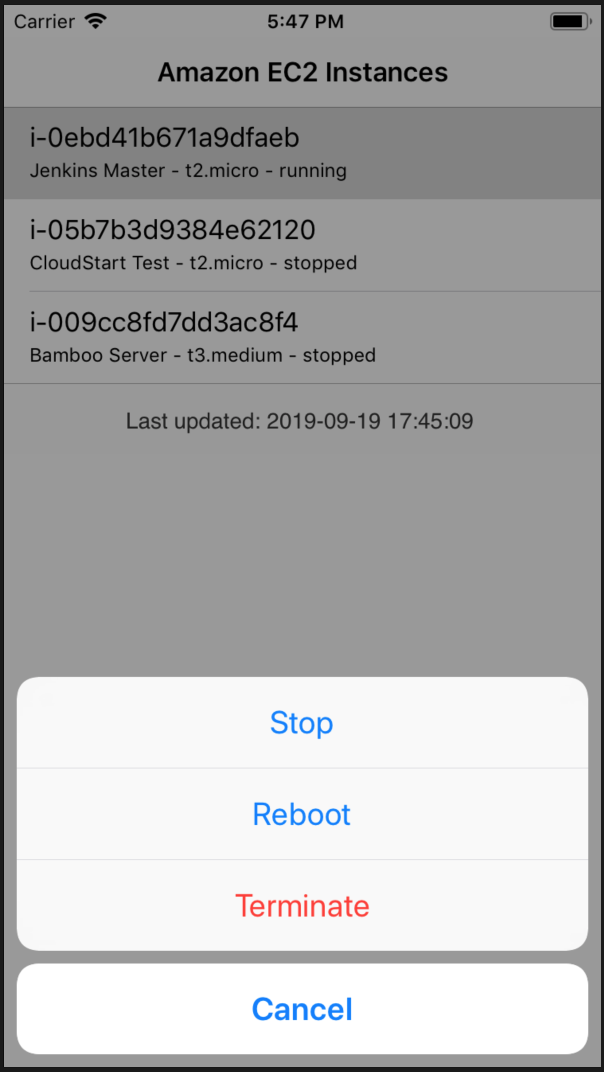 Carrier 5:47 PM
Amazon EC2 Instances
i-0ebd41b671a9dfaeb
Jenkins Master - t2.micro - running
i-05b7b3d9384e62120
CloudStart Test - t2.micro - stopped
i-009cc8fd7dd3ac8f4
Bamboo Server - t3.medium - stopped
Last updated: 2019-09-19 17:45:09
Stop
Reboot
Terminate
Cancel